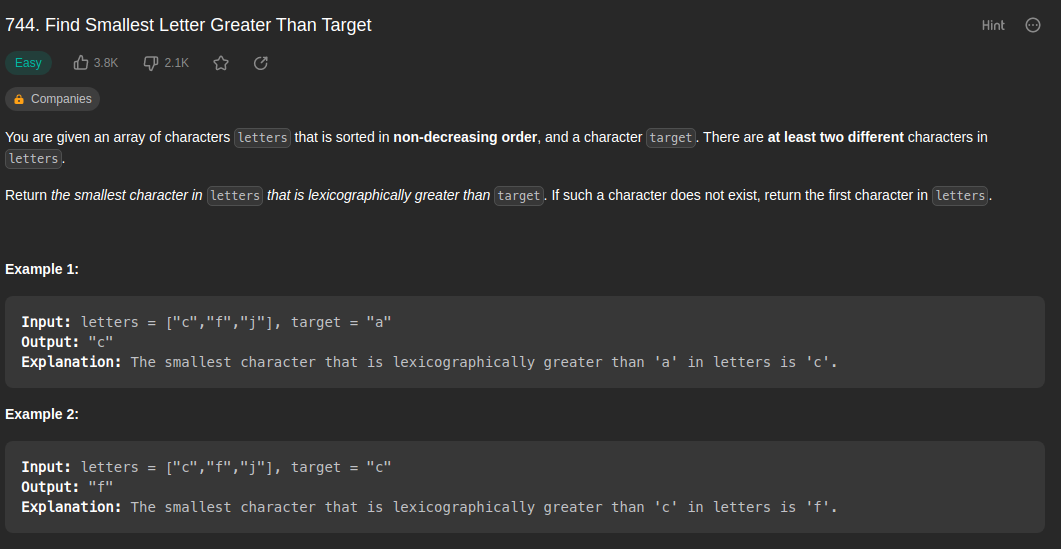 744. Find Smallest Letter Greater Than Target
Hint
Easy
3.8K
2.1K
Companies
You are given an array of characters letters that is sorted in non-decreasing order, and a character target. There are at least two different characters in
letters.
Return the smallest character in letters that is lexicographically greater than target. If such a character does not exist, return the first character in letters.
Example 1:
Input: letters = ["c","f","j"], target = "a"
Output: "c"
Explanation: The smallest character that is lexicographically greater than 'a' in letters is 'c'.
Example 2:
Input: letters = ["c","f","j"], target = "c"
Output: "f"
Explanation: The smallest character that is lexicographically greater than 'c' in letters is 'f'.